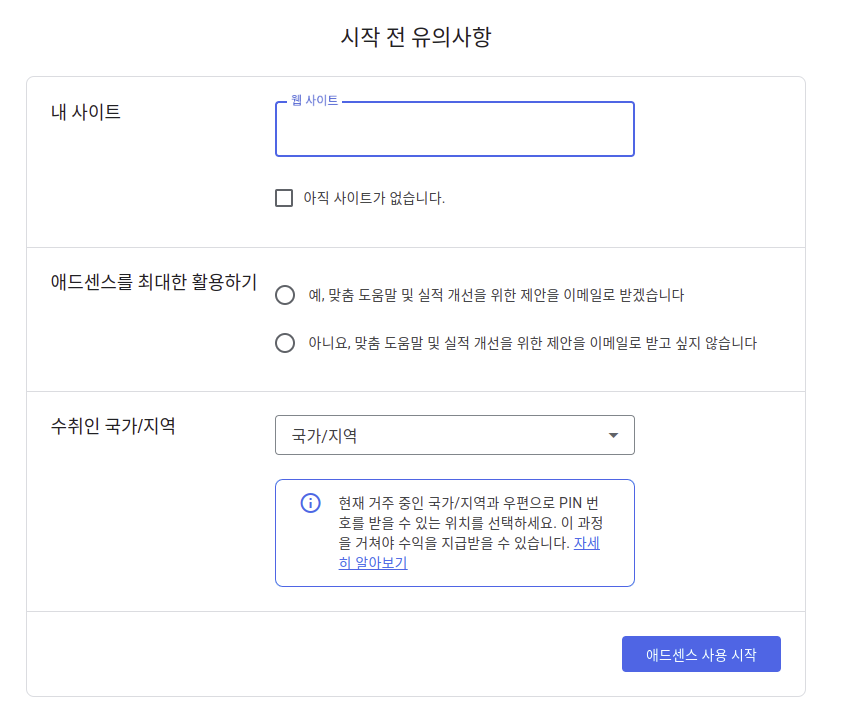 시작 전 유의사항
내 사이트
웹 사이트
아직 사이트가 없습니다.
애드센스를 최대한 활용하기
예, 맞춤 도움말 및 실적 개선을 위한 제안을 이메일로 받겠습니다
아니요, 맞춤 도움말 및 실적 개선을 위한 제안을 이메일로 받고 싶지 않습니다
수취인 국가/지역
국가/지역
현재 거주 중인 국가/지역과 우편으로 PIN 번
호를 받을 수 있는 위치를 선택하세요. 이 과정
을 거쳐야 수익을 지급받을 수 있습니다. 자세
히 알아보기
애드센스 사용 시작